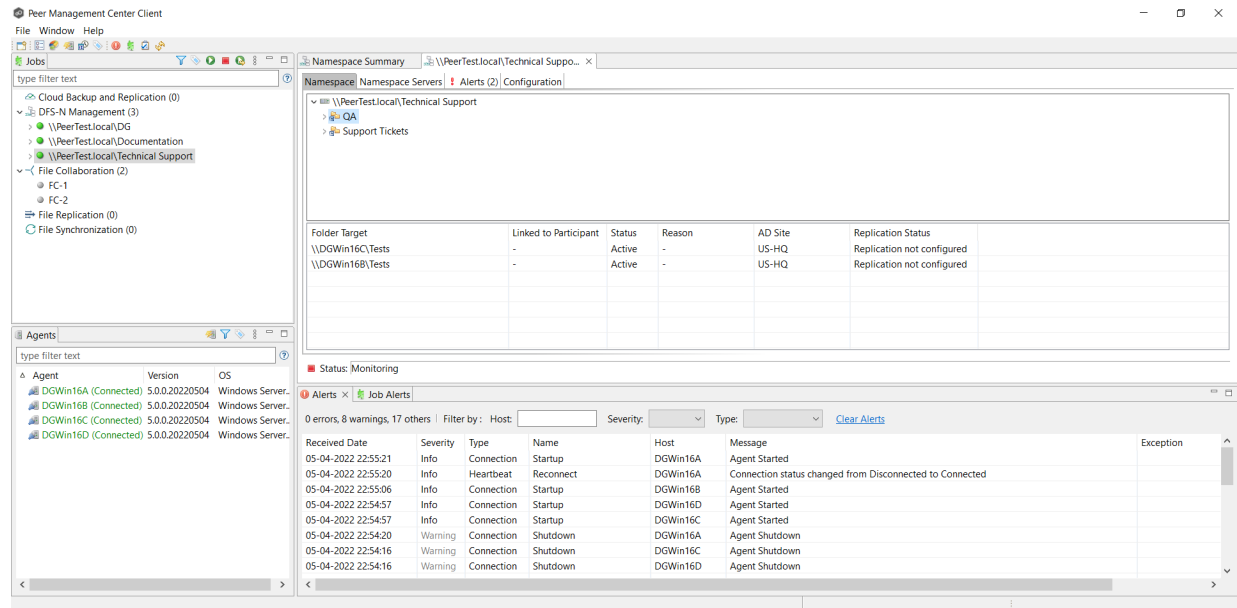 Peer Management Center Client
File Window Help
Jobs
type filter text
Cloud Backup and Replication (0)
DFS-N Management (3)
\\PeerTest.local\DG
\\PeerTest.local\Documentation
\\PeerTest.local\Technical Support
File Collaboration (2)
FC-1
FC-2
File Replication (0)
File Synchronization (0)
Agents
type filter text
Agent Version OS
DGWin16A (Connected) 5.0.0.20220504 Windows Server...
DGWin16B (Connected) 5.0.0.20220504 Windows Server...
DGWin16C (Connected) 5.0.0.20220504 Windows Server...
DGWin16D (Connected) 5.0.0.20220504 Windows Server...
Namespace Summary \\PeerTest.local\Technical Suppo...
Namespace Namespace Servers Alerts (2) Configuration
\\PeerTest.local\Technical Support
QA
Support Tickets
Folder Target Linked to Participant Status Reason AD Site Replication Status
\\DGWin16C\Tests - Active - US-HQ Replication not configured
\\DGWin16B\Tests - Active - US-HQ Replication not configured
Status: Monitoring
Alerts Job Alerts
0 errors, 8 warnings, 17 others Filter by : Host: Severity: Type: Clear Alerts
Received Date Severity Type Name Host Message Exception
05-04-2022 22:55:21 Info Connection Startup DGWin16A Agent Started
05-04-2022 22:55:20 Info Heartbeat Reconnect DGWin16A Connection status changed from Disconnected to Connected
05-04-2022 22:55:06 Info Connection Startup DGWin16B Agent Started
05-04-2022 22:54:57 Info Connection Startup DGWin16D Agent Started
05-04-2022 22:54:57 Info Connection Startup DGWin16C Agent Started
05-04-2022 22:54:20 Warning Connection Shutdown DGWin16A Agent Shutdown
05-04-2022 22:54:16 Warning Connection Shutdown DGWin16C Agent Shutdown
05-04-2022 22:54:16 Warning Connection Shutdown DGWin16D Agent Shutdown